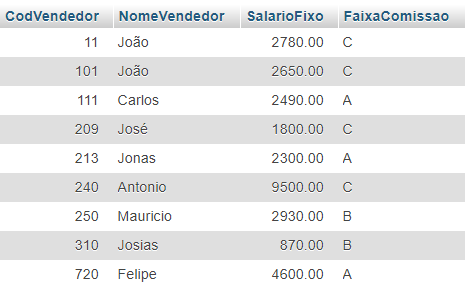 CodVendedor NomeVendedor SalarioFixo FaixaComissao
11 João 2780.00 C
101 João 2650.00 C
111 Carlos 2490.00 A
209 José 1800.00 C
213 Jonas 2300.00 A
240 Antonio 9500.00 C
250 Mauricio 2930.00 B
310 Josias 870.00 B
720 Felipe 4600.00 A